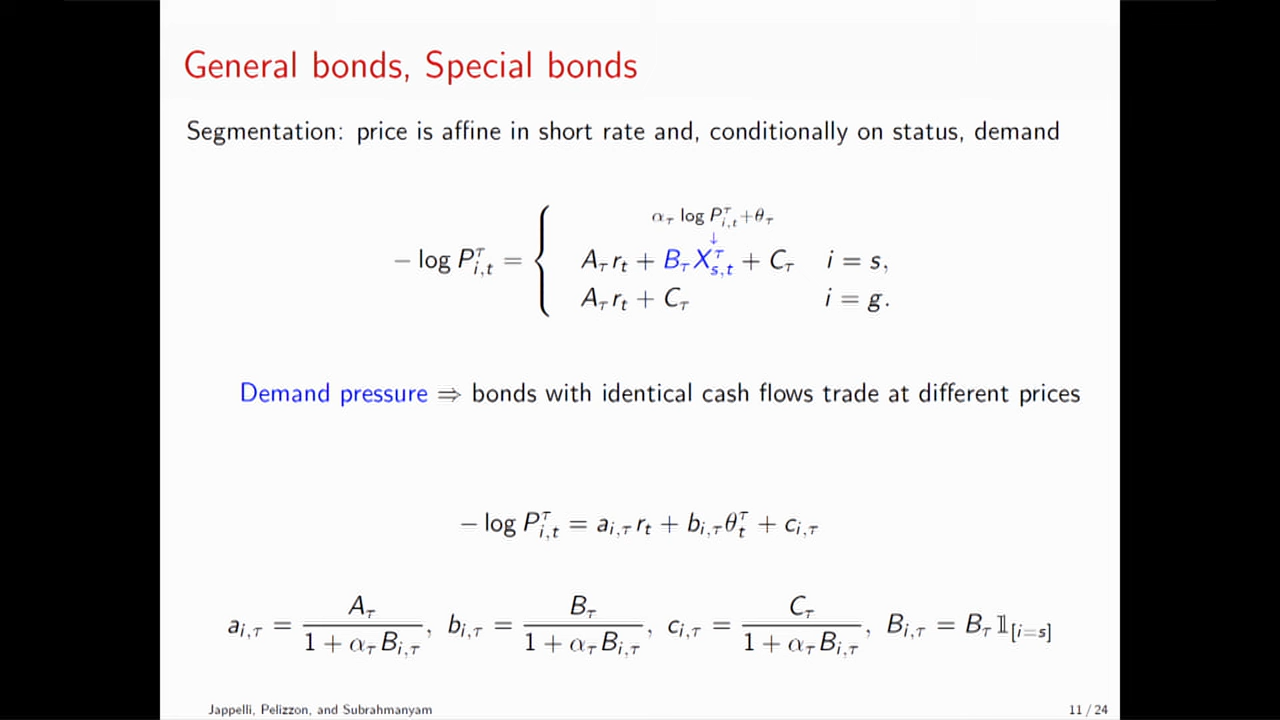 General bonds, Special bonds
Segmentation: price is affine in short rate and, conditionally on status, demand
α_τ log P^τ_{i,t} + θ_τ
↓
− log P^τ_{i,t} = { A_τ r_t + B_τ X^τ_{s,t} + C_τ   i = s,
A_τ r_t + C_τ   i = g.
Demand pressure ⇒ bonds with identical cash flows trade at different prices
− log P^τ_{i,t} = a_{i,τ} r_t + b_{i,τ} θ^τ_t + c_{i,τ}
a_{i,τ} = A_τ / (1 + α_τ B_{i,τ}), b_{i,τ} = B_τ / (1 + α_τ B_{i,τ}), c_{i,τ} = C_τ / (1 + α_τ B_{i,τ}), B_{i,τ} = B_τ 𝟙_{[i=s]}
Jappelli, Pelizzon, and Subrahmanyam
11 / 24